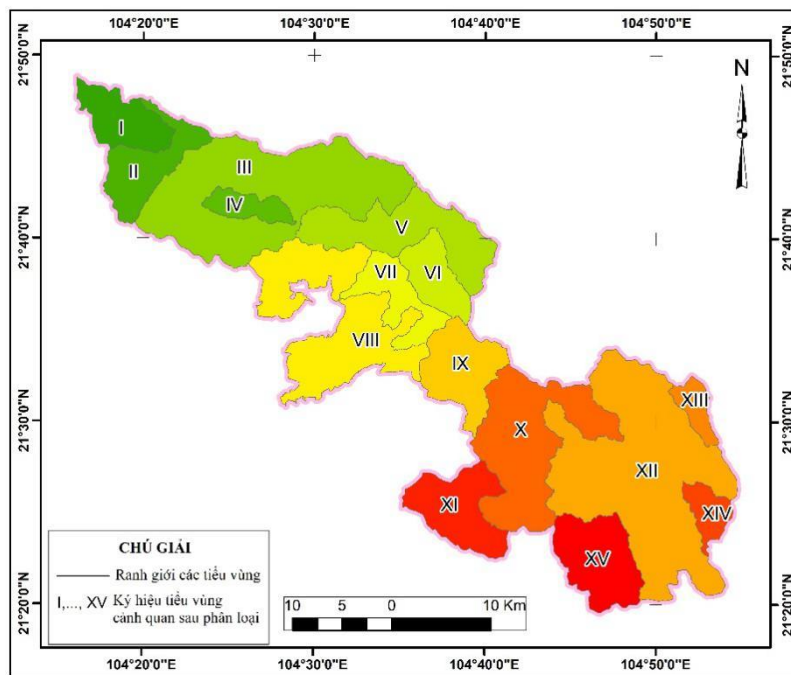 104°20'0"E 104°30'0"E 104°40'0"E 104°50'0"E
21°50'0"N 21°50'0"N
N
I
II
III
IV
V
21°40'0"N 21°40'0"N
VII
VI
VIII
IX
XIII
21°30'0"N 21°30'0"N
X
XII
XI
XIV
XV
CHÚ GIẢI
Ranh giới các tiểu vùng
I,..., XV Ký hiệu tiểu vùng
cảnh quan sau phân loại
10 5 0 10 Km
21°20'0"N 21°20'0"N
104°20'0"E 104°30'0"E 104°40'0"E 104°50'0"E